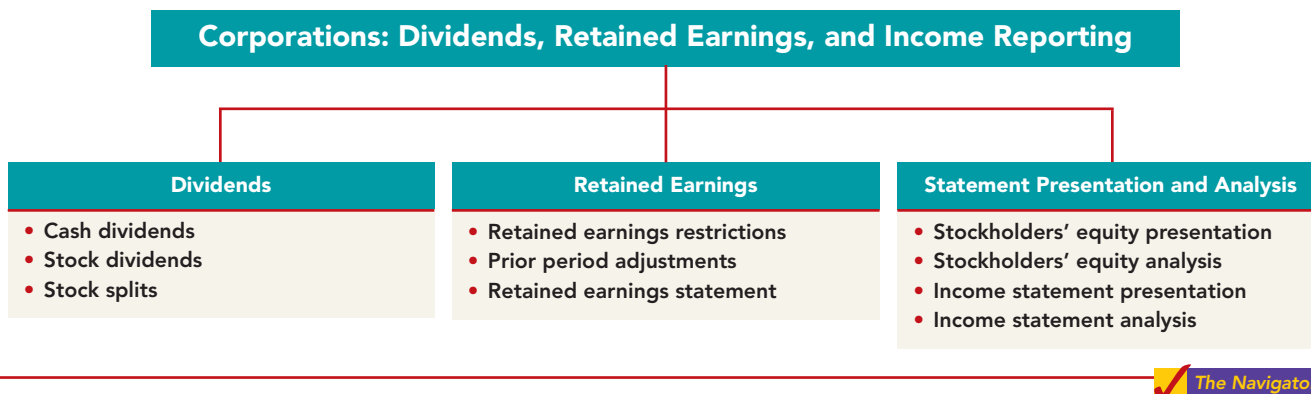 Corporations: Dividends, Retained Earnings, and Income Reporting
Dividends
• Cash dividends
• Stock dividends
• Stock splits
Retained Earnings
• Retained earnings restrictions
• Prior period adjustments
• Retained earnings statement
Statement Presentation and Analysis
• Stockholders’ equity presentation
• Stockholders’ equity analysis
• Income statement presentation
• Income statement analysis
The Navigato